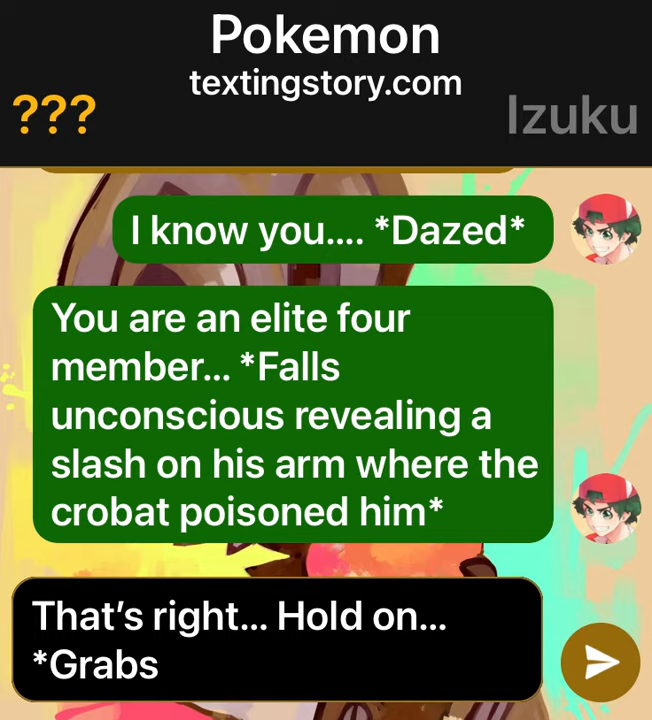 Pokemon
textingstory.com
???
Izuku
I know you.... *Dazed*
You are an elite four
member... *Falls
unconscious revealing a
slash on his arm where the
crobat poisoned him*
That’s right... Hold on...
*Grabs